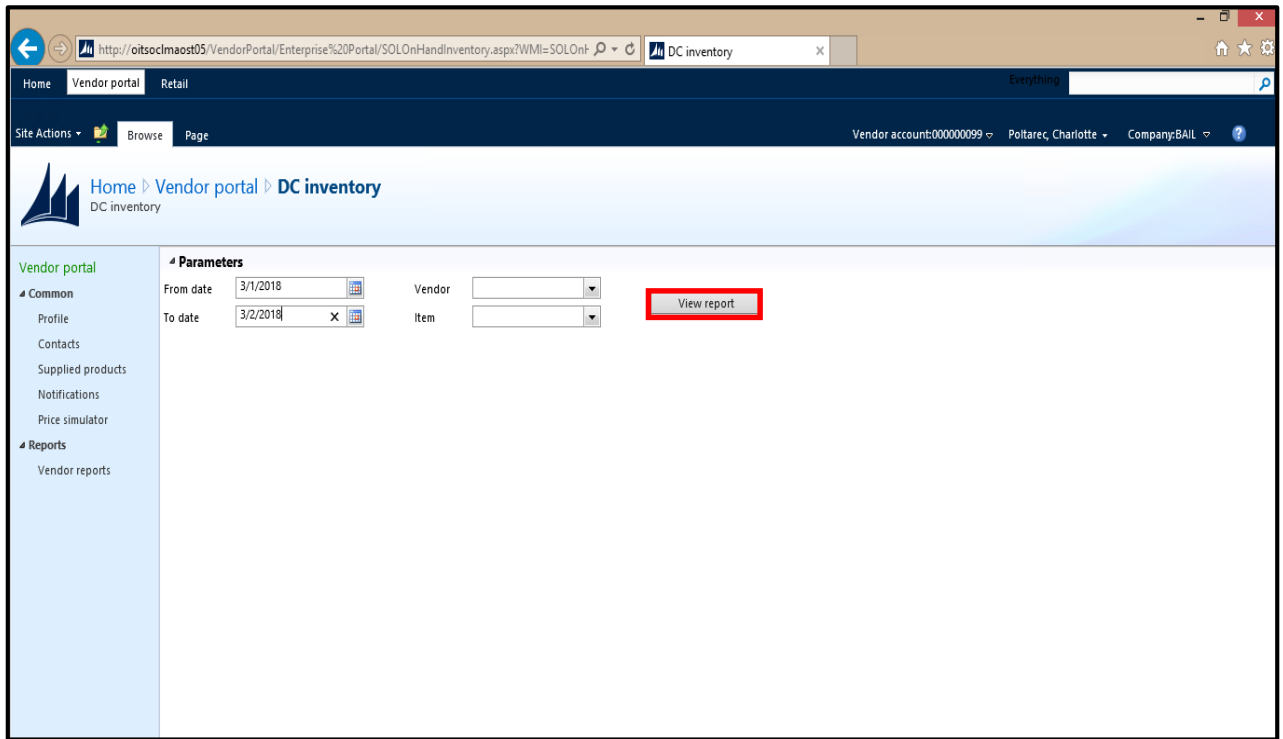 http://oitsoclmaost05/VendorPortal/Enterprise%20Portal/SOLOnHandInventory.aspx?WMI=SOLOnH
DC inventory
Home Vendor portal Retail Everything
Site Actions Browse Page Vendor account:000000099 Poltarec, Charlotte Company:BAIL
Home Vendor portal DC inventory
DC inventory
Vendor portal
Common
Profile
Contacts
Supplied products
Notifications
Price simulator
Reports
Vendor reports
Parameters
From date 3/1/2018 Vendor
To date 3/2/2018 Item
View report